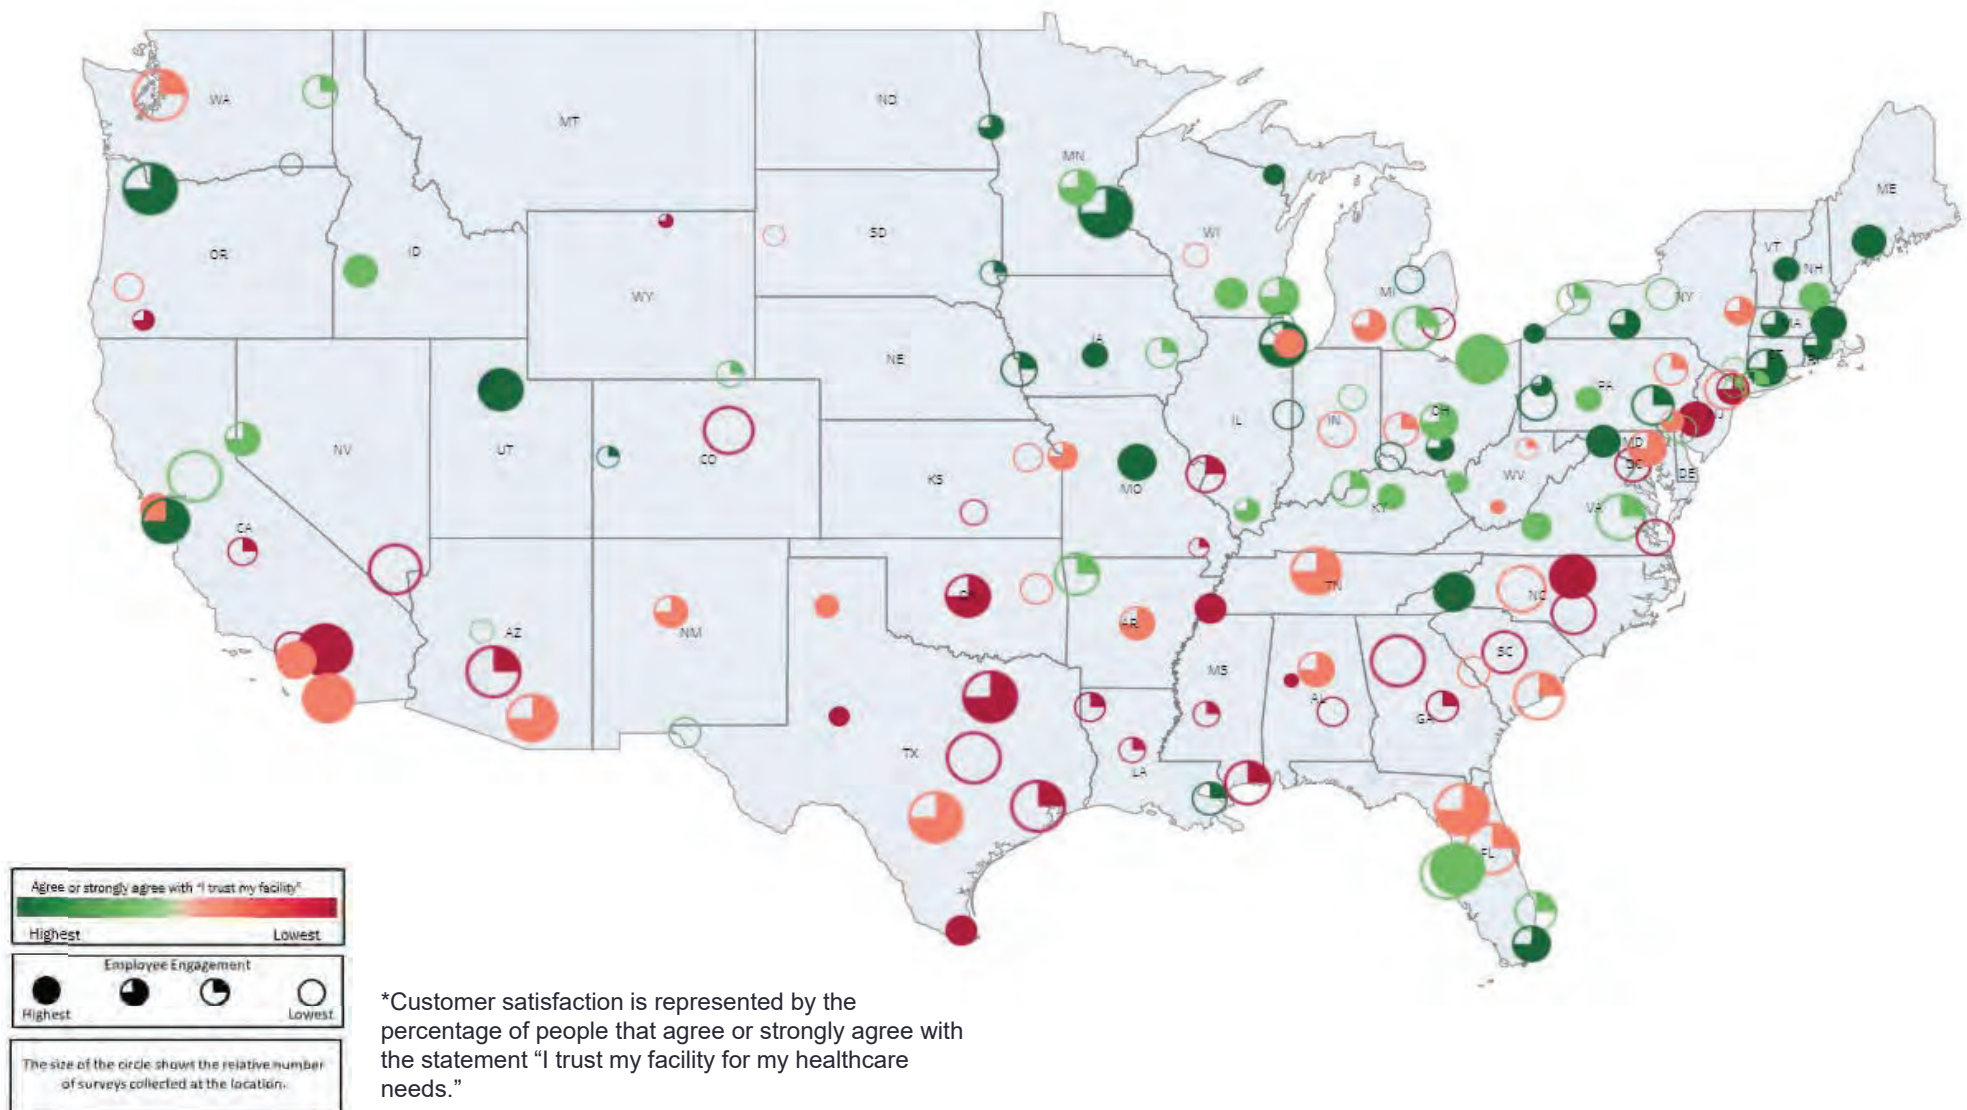 WA
MT
ND
MN
ME
OR
ID
SD
WI
VT
NH
WY
MI
NY
MA
IA
CT
RI
NE
PA
NV
UT
CO
IL
IN
OH
NJ
MD
KS
MO
WV
DC
DE
CA
KY
VA
AZ
NM
OK
AR
TN
NC
MS
SC
AL
GA
TX
LA
FL
Agree or strongly agree with "I trust my facility"
Highest Lowest
Employee Engagement
Highest Lowest
The size of the circle shows the relative number
of surveys collected at the location.
*Customer satisfaction is represented by the
percentage of people that agree or strongly agree with
the statement “I trust my facility for my healthcare
needs.”